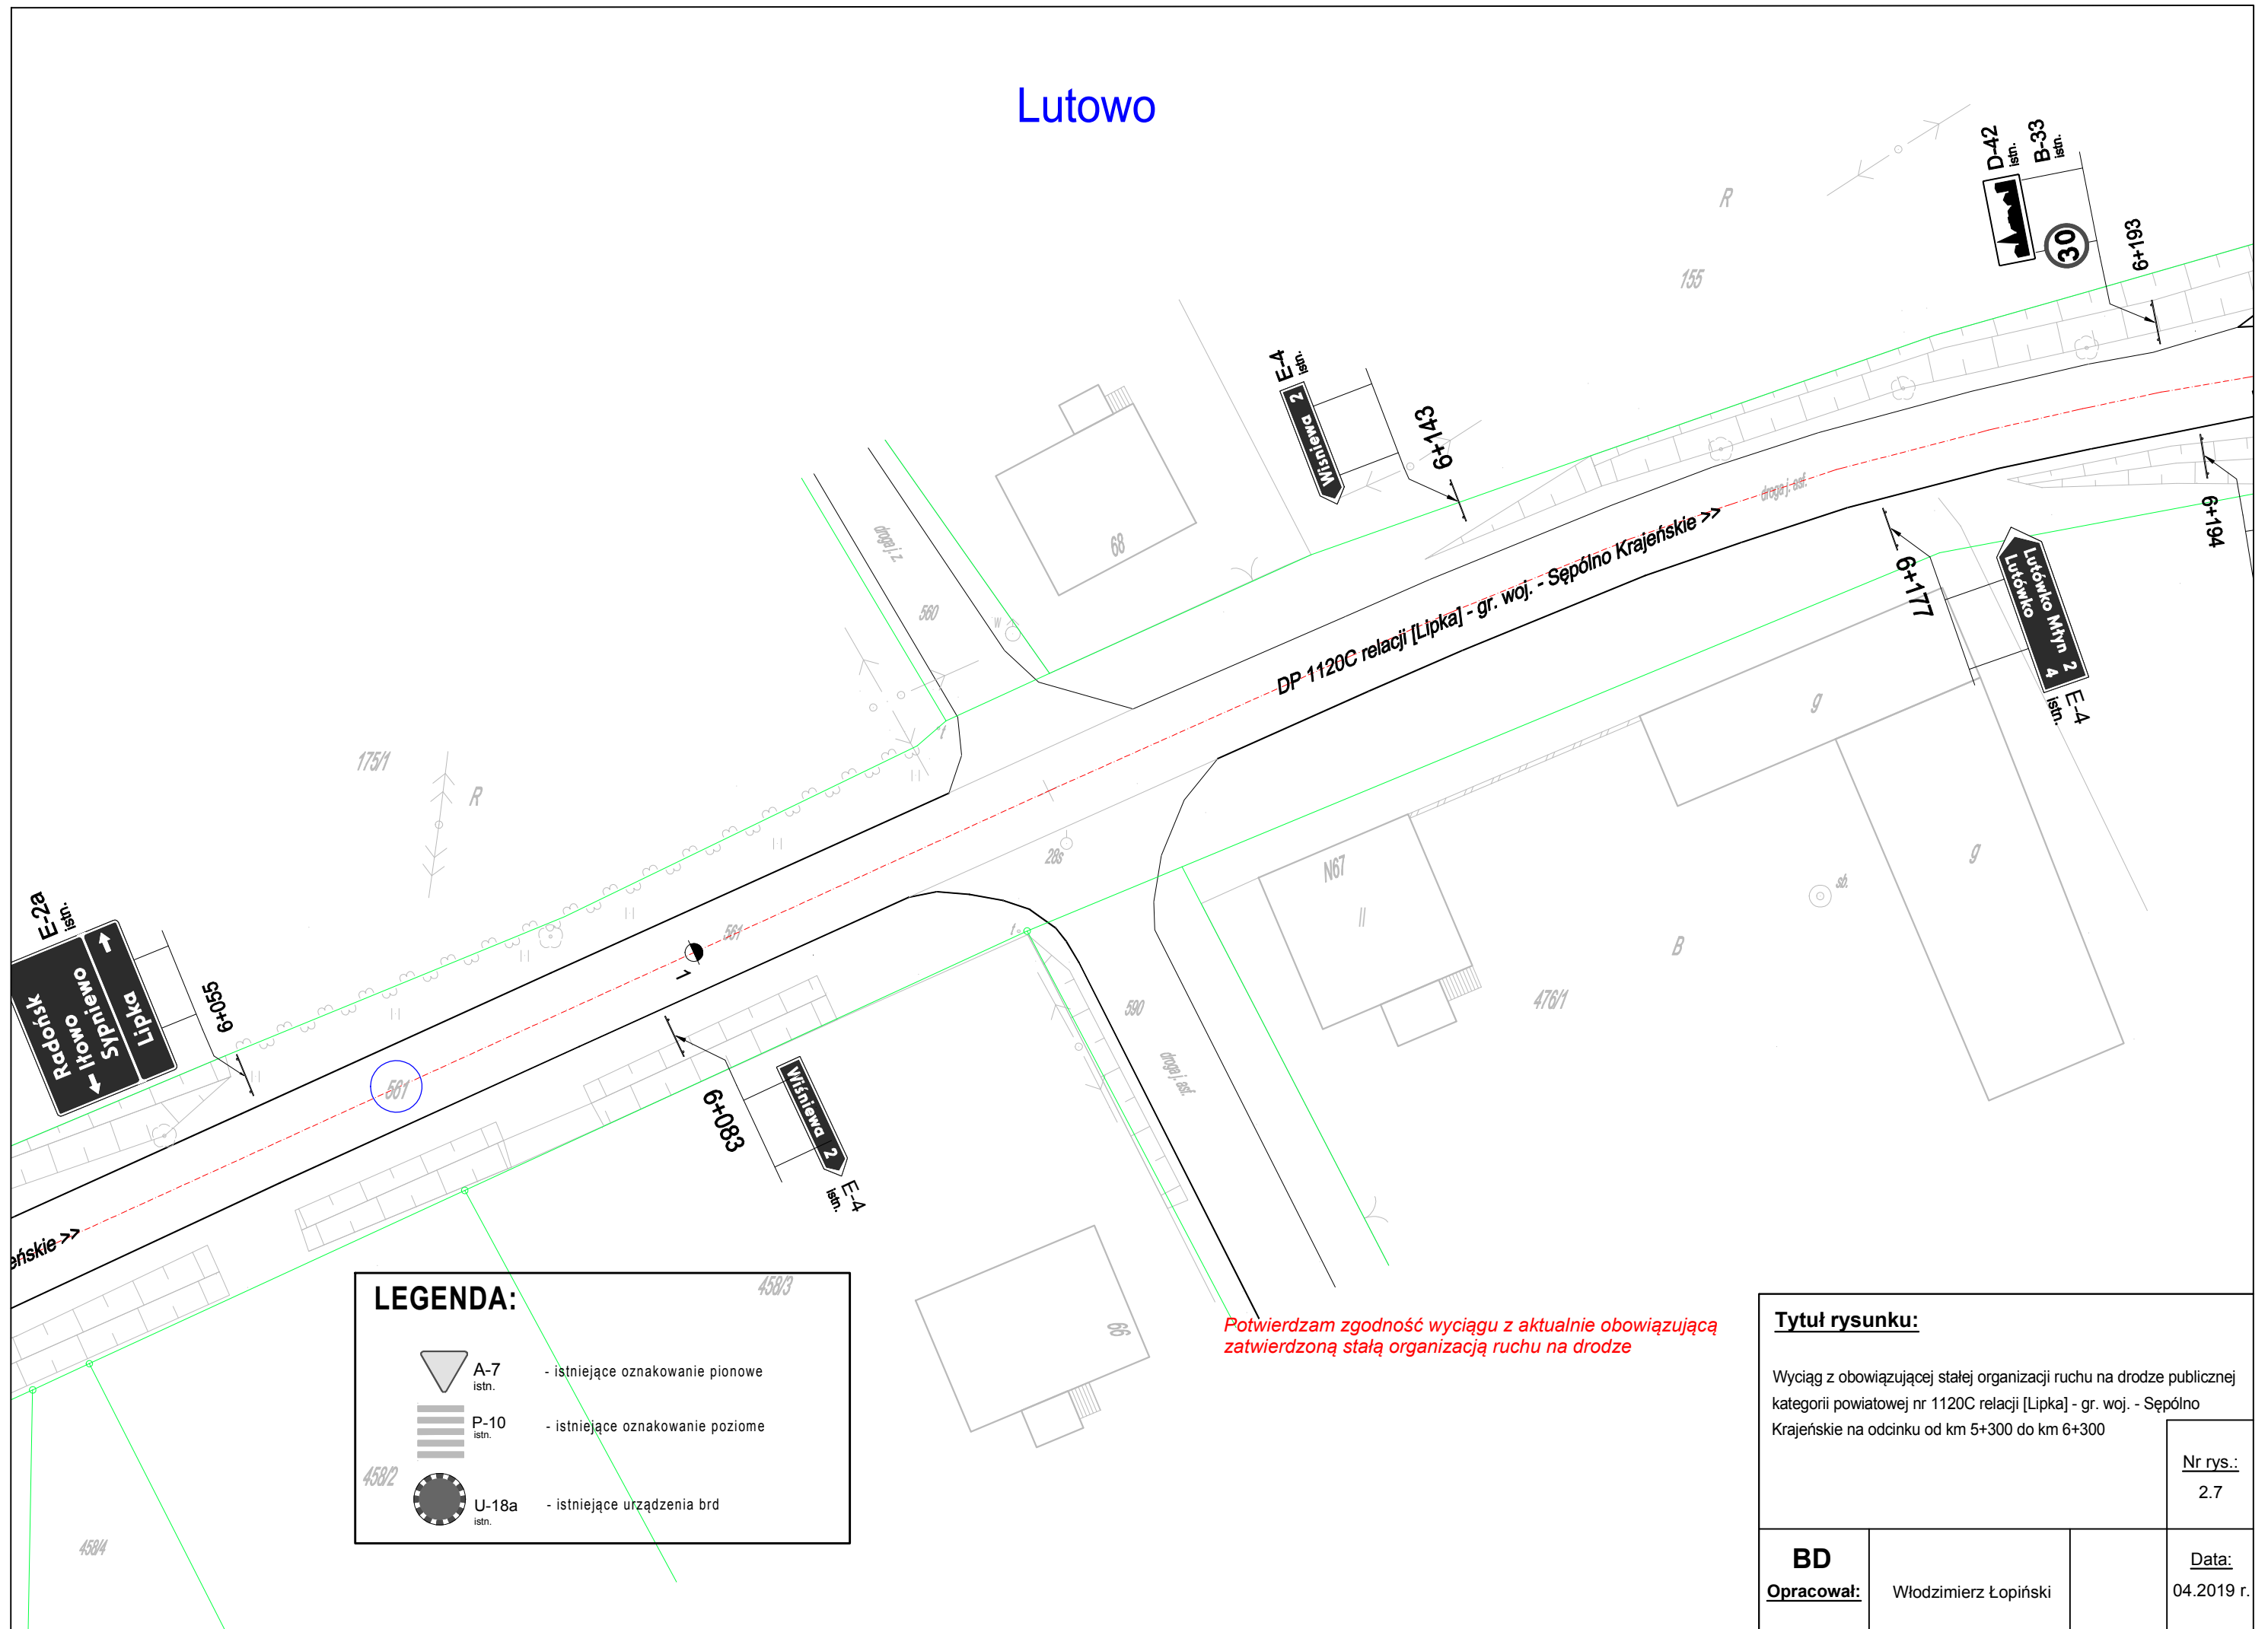 Lutowo
D-42
istn.
B-33
istn.
30
6+193
R
155
E-4
istn.
Wiśniewa 2
6+143
droga j. asf.
6+194
DP 1120C relacji [Lipka] - gr. woj. - Sępólno Krajeńskie >>
6+177
Lutówko Młyn 2
Lutówko 4
E-4
istn.
droga j. z
68
560
w
t
g
175/1
R
28s
N67
||
g
sb.
B
476/1
E-2a
istn.
Radońsk
Iłowo
Sypniewo
Lipka
6+055
561
1
t
590
droga j. asf.
561
6+083
Wiśniewa 2
E-4
istn.
eńskie >>
66
458/3
458/2
458/4
LEGENDA:
A-7
istn.
- istniejące oznakowanie pionowe
P-10
istn.
- istniejące oznakowanie poziome
U-18a
istn.
- istniejące urządzenia brd
Potwierdzam zgodność wyciągu z aktualnie obowiązującą
zatwierdzoną stałą organizacją ruchu na drodze
Tytuł rysunku:
Wyciąg z obowiązującej stałej organizacji ruchu na drodze publicznej
kategorii powiatowej nr 1120C relacji [Lipka] - gr. woj. - Sępólno
Krajeńskie na odcinku od km 5+300 do km 6+300
Nr rys.:
2.7
BD
Opracował:
Włodzimierz Łopiński
Data:
04.2019 r.